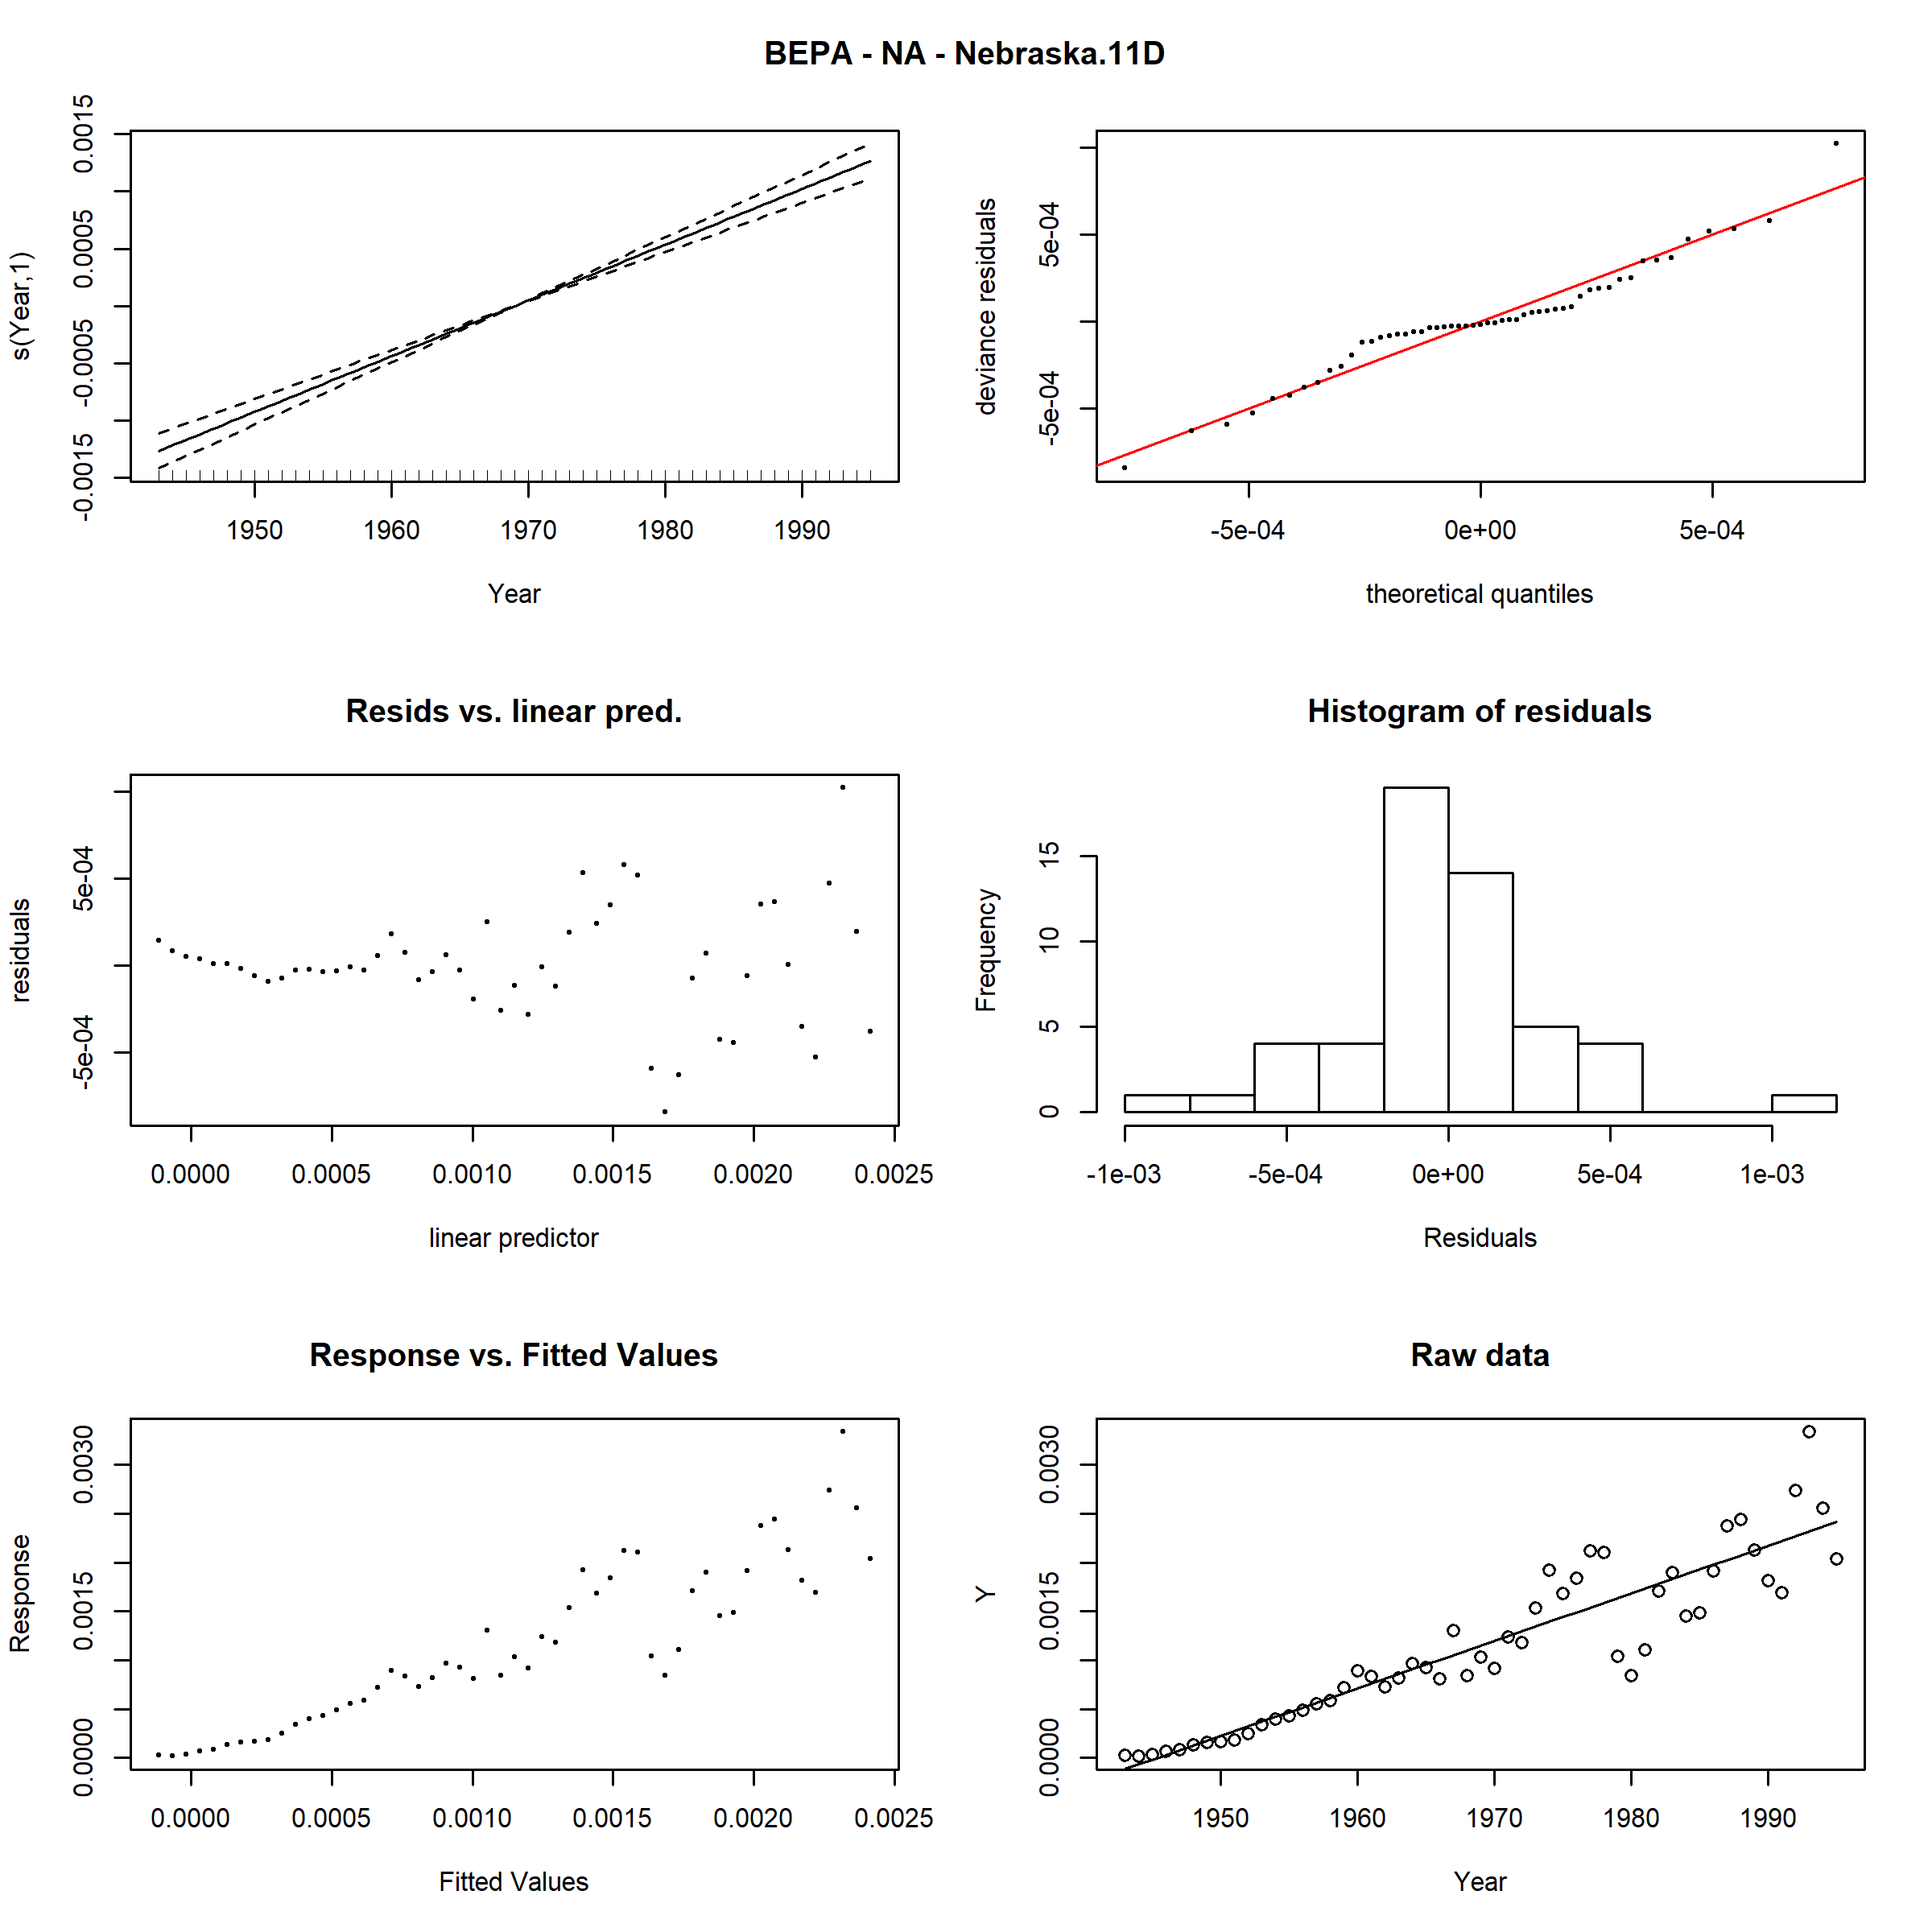 BEPA - NA - Nebraska.11D
s(Year,1)
-0.0015 -0.0005 0.0005 0.0015
1950 1960 1970 1980 1990
Year
deviance residuals
-5e-04 5e-04
-5e-04 0e+00 5e-04
theoretical quantiles
Resids vs. linear pred.
residuals
-5e-04 5e-04
0.0000 0.0005 0.0010 0.0015 0.0020 0.0025
linear predictor
Histogram of residuals
Frequency
0 5 10 15
-1e-03 -5e-04 0e+00 5e-04 1e-03
Residuals
Response vs. Fitted Values
Response
0.0000 0.0015 0.0030
0.0000 0.0005 0.0010 0.0015 0.0020 0.0025
Fitted Values
Raw data
Y
0.0000 0.0015 0.0030
1950 1960 1970 1980 1990
Year